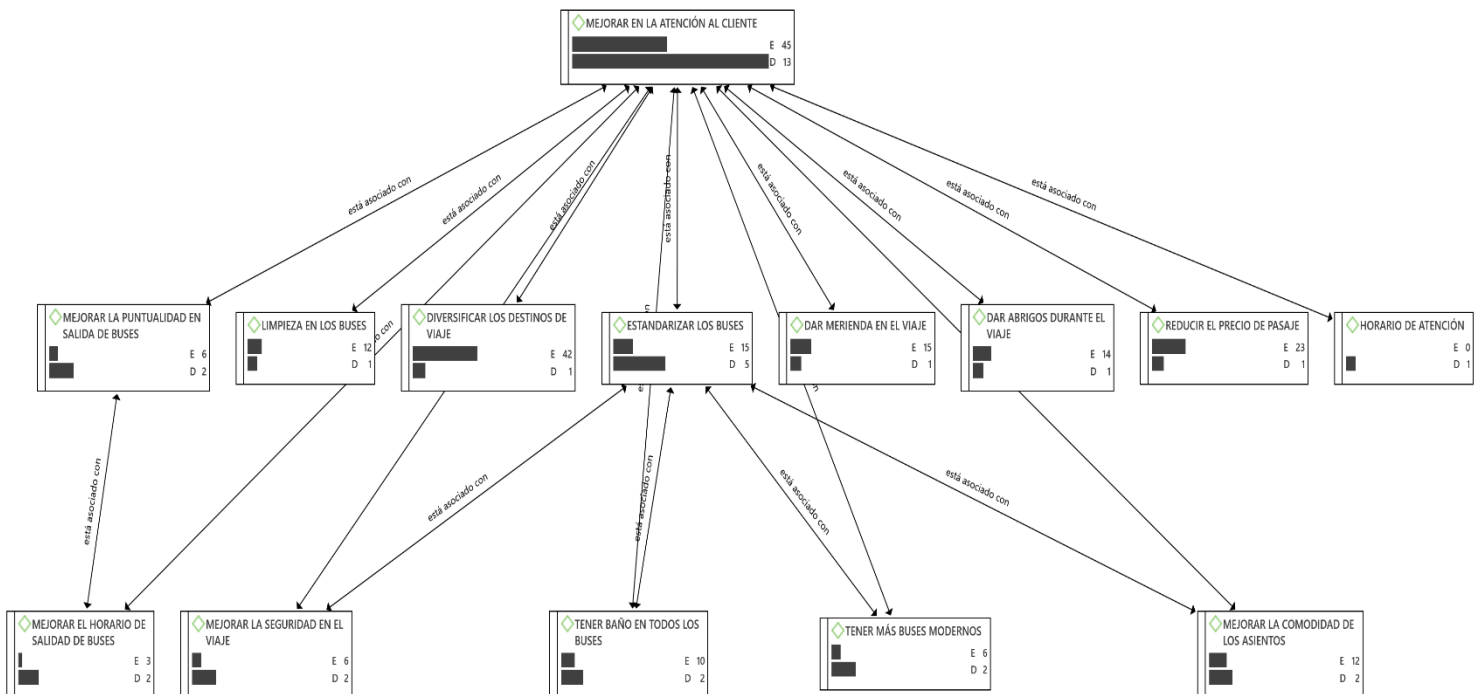 MEJORAR EN LA ATENCIÓN AL CLIENTE
E 45
D 13
está asociado con
está asociado con
está asociado con
está asociado con
está asociado con
está asociado con
está asociado con
está asociado con
está asociado con
MEJORAR LA PUNTUALIDAD EN
SALIDA DE BUSES
E 6
D 2
LIMPIEZA EN LOS BUSES
E 12
D 1
DIVERSIFICAR LOS DESTINOS DE
VIAJE
E 42
D 1
ESTANDARIZAR LOS BUSES
E 15
D 5
DAR MERIENDA EN EL VIAJE
E 15
D 1
DAR ABRIGOS DURANTE EL
VIAJE
E 14
D 1
REDUCIR EL PRECIO DE PASAJE
E 23
D 1
HORARIO DE ATENCIÓN
E 0
D 1
está asociado con
está asociado con
está asociado con
está asociado con
está asociado con
MEJORAR EL HORARIO DE
SALIDAD DE BUSES
E 3
D 2
MEJORAR LA SEGURIDAD EN EL
VIAJE
E 6
D 2
TENER BAÑO EN TODOS LOS
BUSES
E 10
D 2
TENER MÁS BUSES MODERNOS
E 6
D 2
MEJORAR LA COMODIDAD DE
LOS ASIENTOS
E 12
D 2